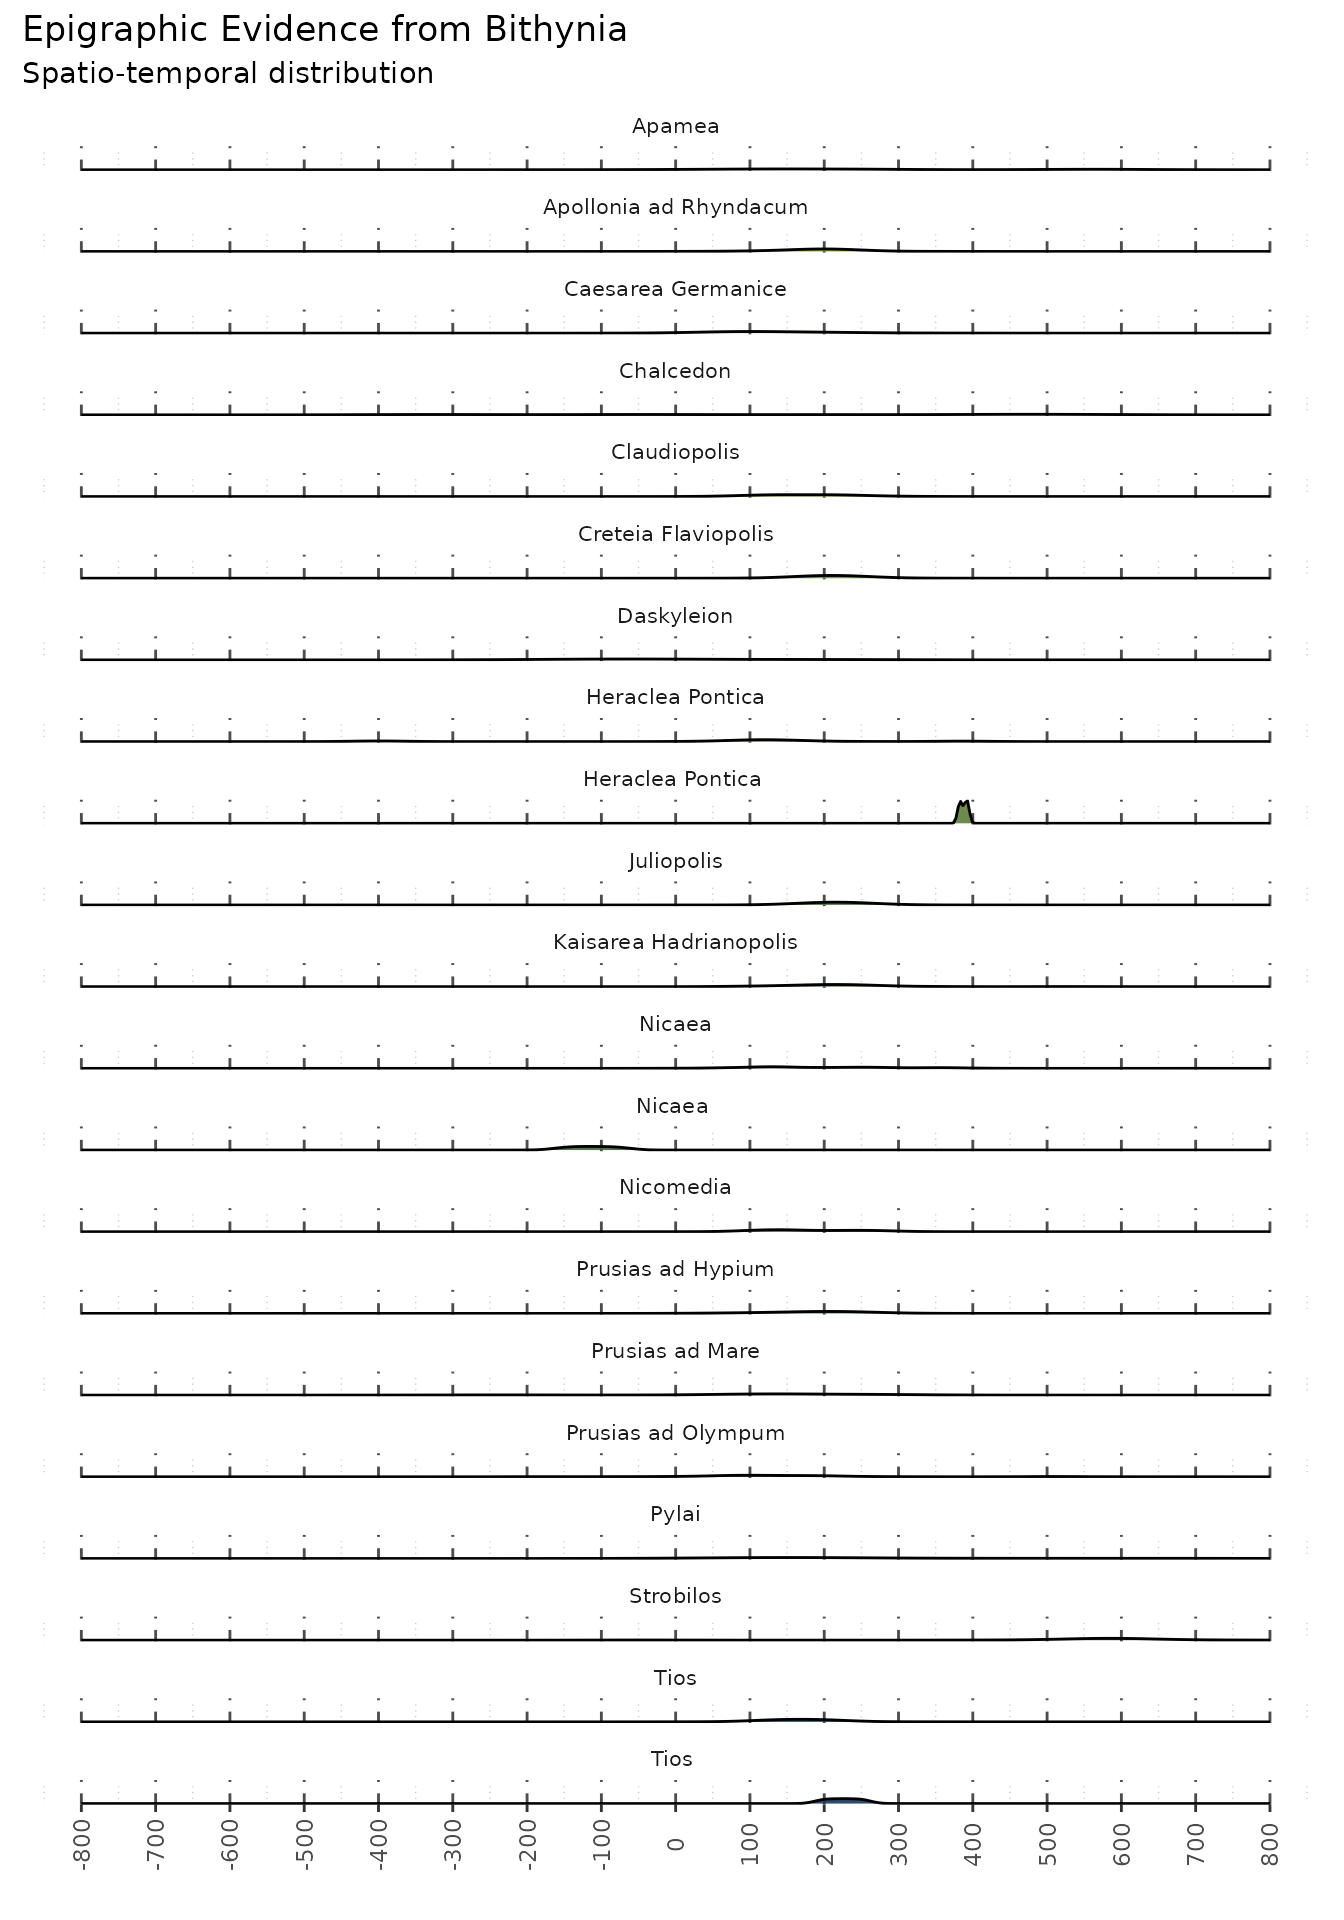 Epigraphic Evidence from Bithynia
Spatio-temporal distribution
Apamea
Apollonia ad Rhyndacum
Caesarea Germanice
Chalcedon
Claudiopolis
Creteia Flaviopolis
Daskyleion
Heraclea Pontica
Heraclea Pontica
Juliopolis
Kaisarea Hadrianopolis
Nicaea
Nicaea
Nicomedia
Prusias ad Hypium
Prusias ad Mare
Prusias ad Olympum
Pylai
Strobilos
Tios
Tios
-800 -700 -600 -500 -400 -300 -200 -100 0 100 200 300 400 500 600 700 800